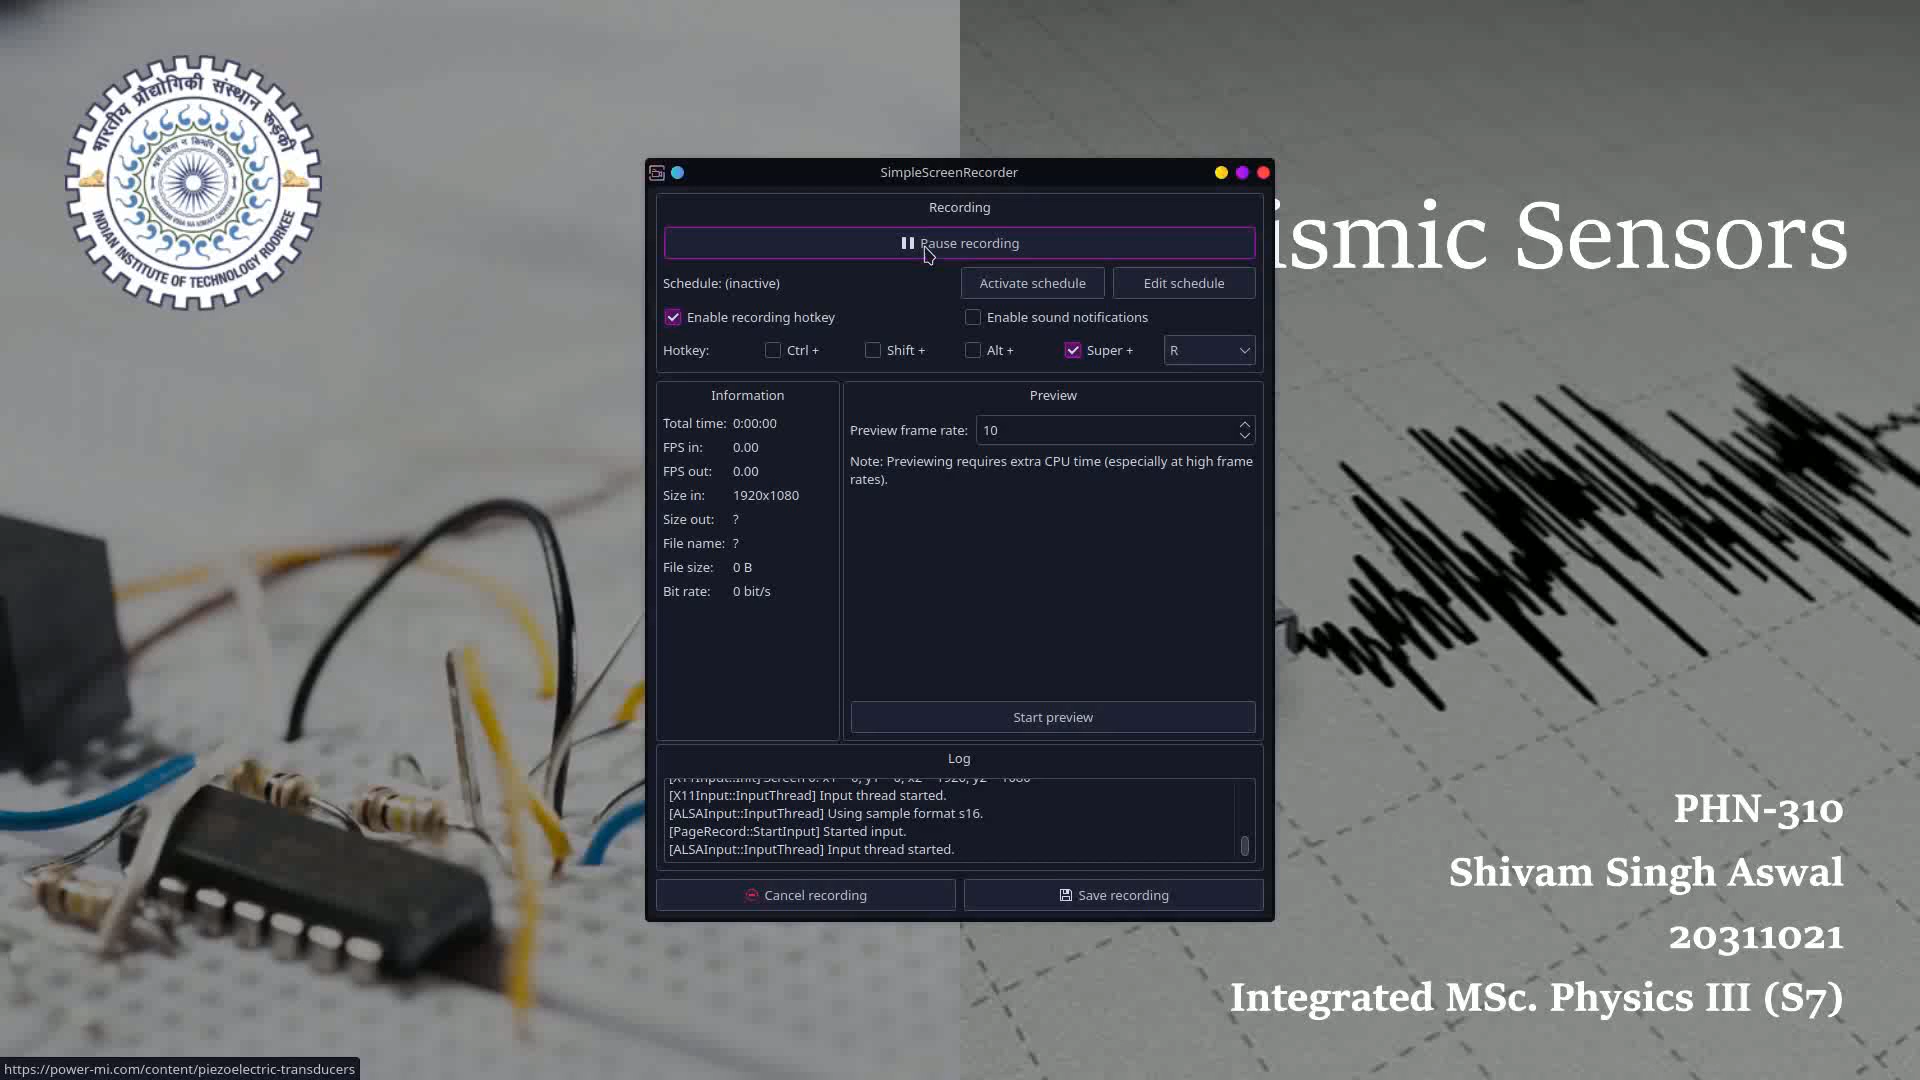 भारतीय प्रौद्योगिकी संस्थान रूड़की
INDIAN INSTITUTE OF TECHNOLOGY ROORKEE
ismic Sensors
SimpleScreenRecorder
Recording
Pause recording
Schedule: (inactive)
Activate schedule
Edit schedule
Enable recording hotkey
Enable sound notifications
Hotkey:
Ctrl +
Shift +
Alt +
Super +
R
Information
Total time: 0:00:00
FPS in: 0.00
FPS out: 0.00
Size in: 1920x1080
Size out: ?
File name: ?
File size: 0 B
Bit rate: 0 bit/s
Preview
Preview frame rate: 10
Note: Previewing requires extra CPU time (especially at high frame
rates).
Start preview
Log
[X11Input::InputThread] Input thread started.
[ALSAInput::InputThread] Using sample format s16.
[PageRecord::StartInput] Started input.
[ALSAInput::InputThread] Input thread started.
Cancel recording
Save recording
PHN-310
Shivam Singh Aswal
20311021
Integrated MSc. Physics III (S7)
https://power-mi.com/content/piezoelectric-transducers